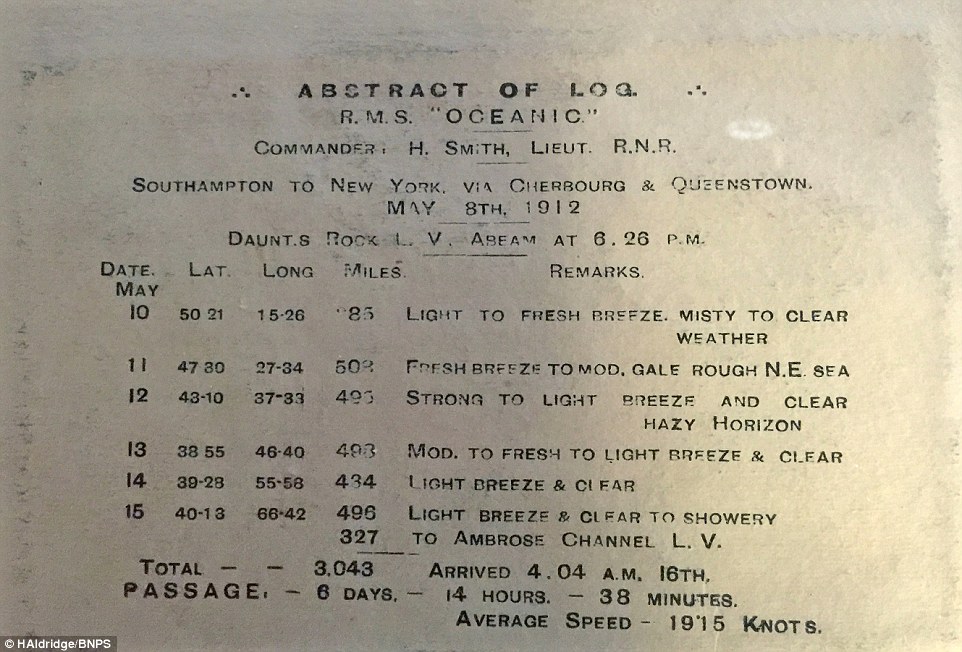 ∴ ABSTRACT OF LOG. ∴
R.M.S. "OCEANIC."
COMMANDER: H. SMITH, LIEUT. R.N.R.
SOUTHAMPTON TO NEW YORK, VIA CHERBOURG & QUEENSTOWN.
MAY 8TH, 1912
DAUNT.S ROCK L. V. ABEAM AT 6.26 P.M.
DATE. LAT. LONG MILES. REMARKS.
MAY
10 50 21 15-26 285 LIGHT TO FRESH BREEZE. MISTY TO CLEAR
WEATHER
11 47 30 27-34 508 FRESH BREEZE TO MOD. GALE ROUGH N.E. SEA
12 43-10 37-33 495 STRONG TO LIGHT BREEZE AND CLEAR
HAZY HORIZON
13 38 55 46-40 498 MOD. TO FRESH TO LIGHT BREEZE & CLEAR
14 39-28 55-58 434 LIGHT BREEZE & CLEAR
15 40-13 66-42 496 LIGHT BREEZE & CLEAR TO SHOWERY
327 TO AMBROSE CHANNEL L. V.
TOTAL – – 3.043 ARRIVED 4.04 A.M. 16TH.
PASSAGE. – 6 DAYS. – 14 HOURS. – 38 MINUTES.
AVERAGE SPEED – 19'15 KNOTS.
© HAldridge/BNPS